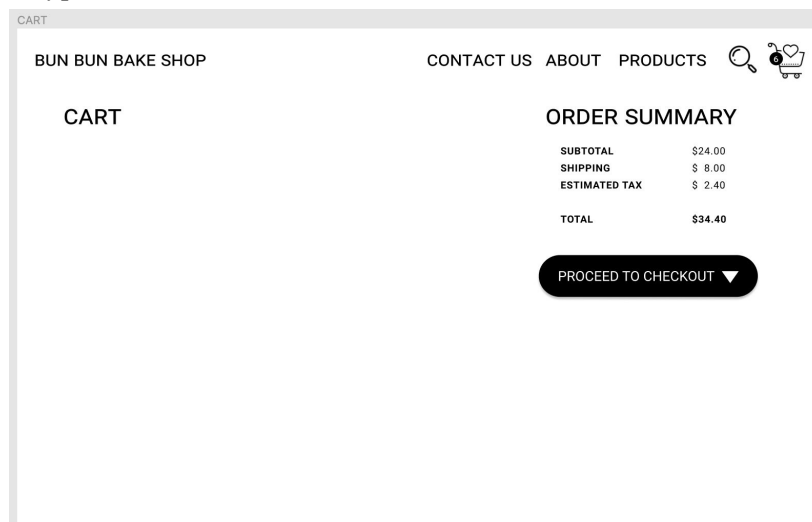 CART
BUN BUN BAKE SHOP CONTACT US ABOUT PRODUCTS 6
CART
ORDER SUMMARY
SUBTOTAL $24.00
SHIPPING $ 8.00
ESTIMATED TAX $ 2.40
TOTAL $34.40
PROCEED TO CHECKOUT